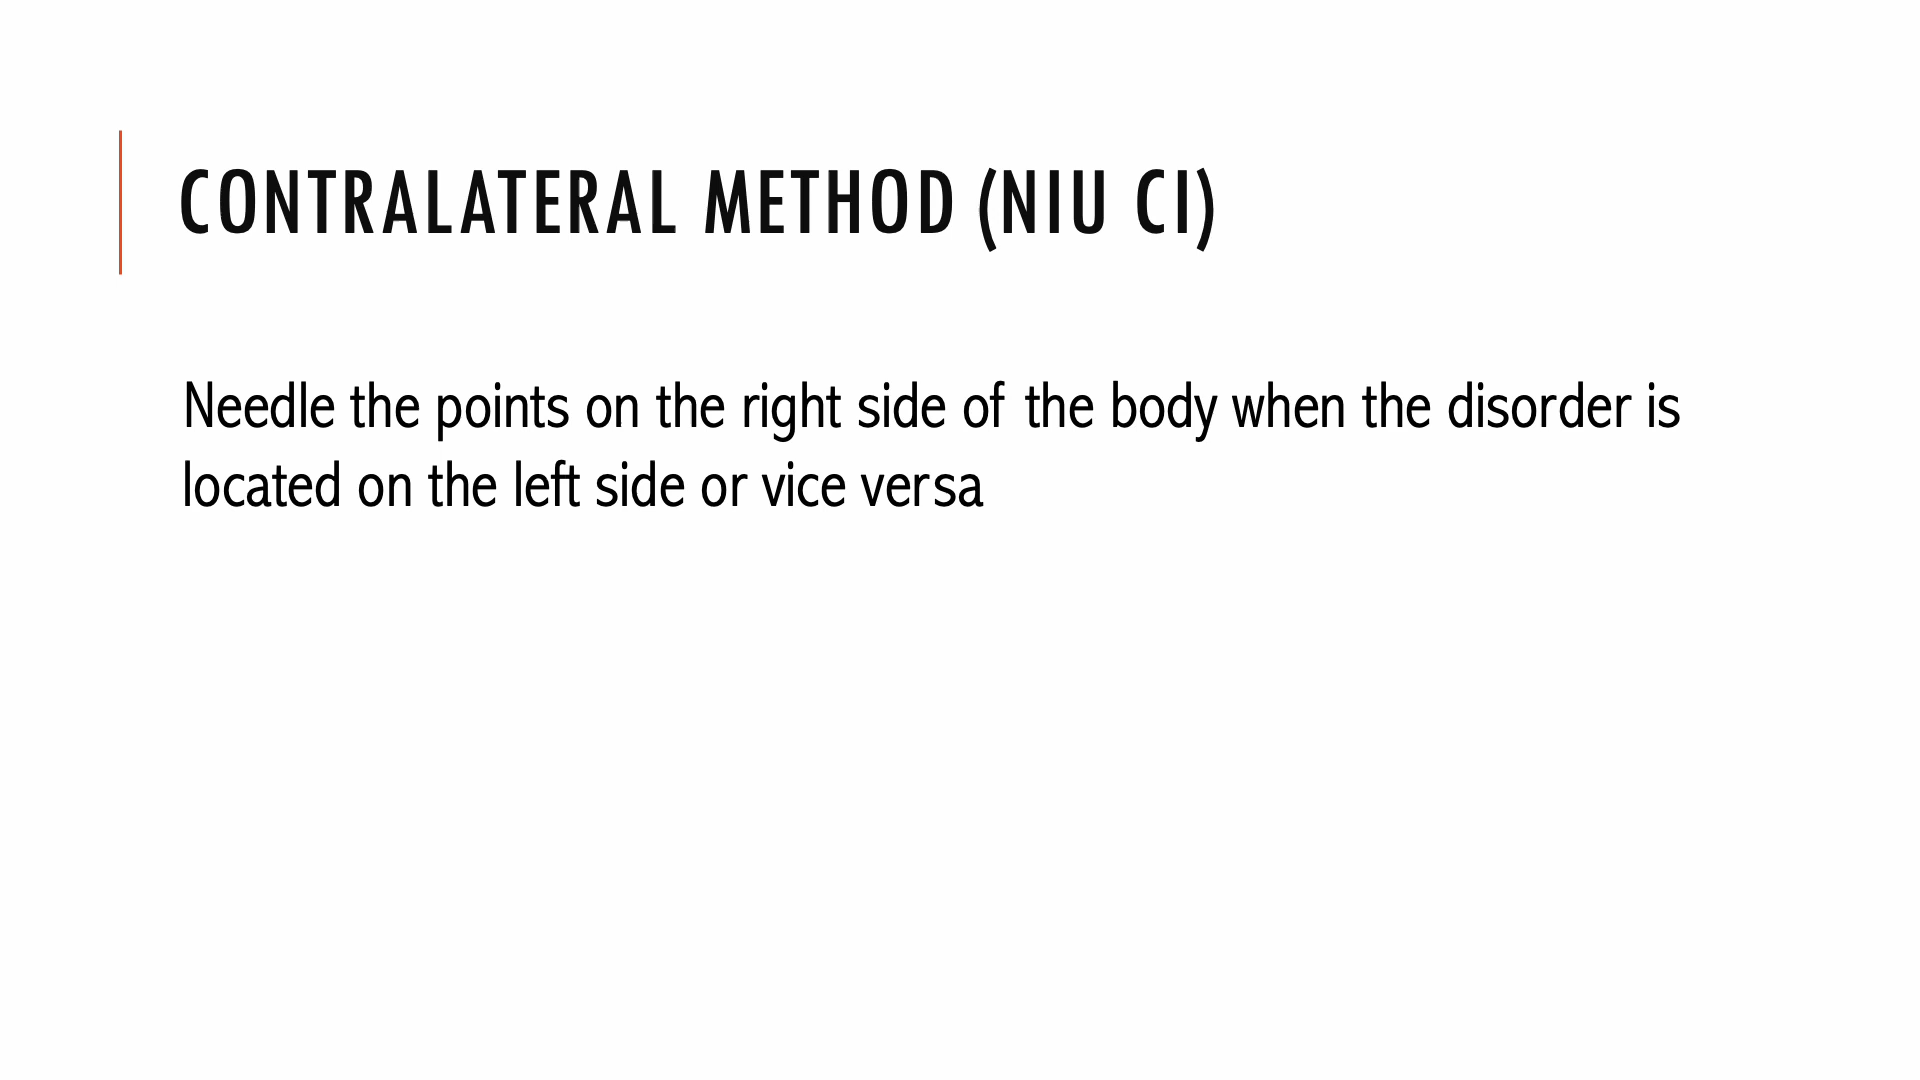 CONTRALATERAL METHOD (NIU CI)
Needle the points on the right side of the body when the disorder is
located on the left side or vice versa